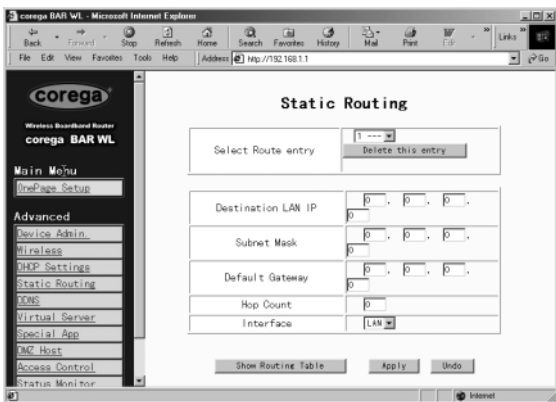 corega BAR WL - Microsoft Internet Explorer
Back Forward Stop Refresh Home Search Favorites History Mail Print Edit Links
File Edit View Favorites Tools Help Address http://192.168.1.1 Go
corega
Wireless Boardband Router
corega BAR WL
Main Menu
OnePage Setup
Advanced
Device Admin.
Wireless
DHCP Settings
Static Routing
DDNS
Virtual Server
Special App
DMZ Host
Access Control
Status Monitor
Static Routing
Select Route entry 1 ---
Delete this entry
Destination LAN IP 0 . 0 . 0 .
0
Subnet Mask 0 . 0 . 0 .
0
Default Gateway 0 . 0 . 0 .
0
Hop Count 0
Interface LAN
Show Routing Table Apply Undo
Internet